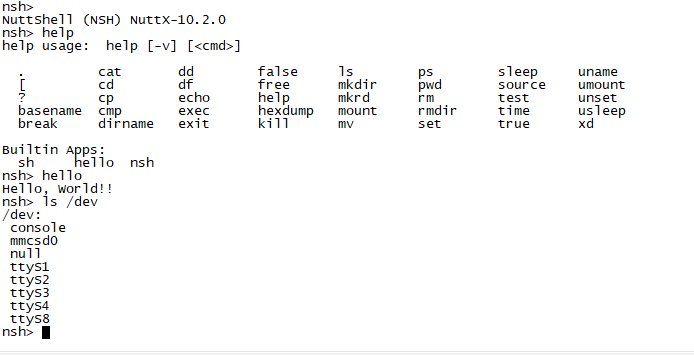 nsh>
NuttShell (NSH) NuttX-10.2.0
nsh> help
help usage:  help [-v] [<cmd>]
  .         cat       dd        false     ls        ps        sleep     uname
  [         cd        df        free      mkdir     pwd       source    umount
  ?         cp        echo      help      mkrd      rm        test      unset
  basename  cmp       exec      hexdump   mount     rmdir     time      usleep
  break     dirname   exit      kill      mv        set       true      xd
Builtin Apps:
  sh     hello  nsh
nsh> hello
Hello, World!!
nsh> ls /dev
/dev:
 console
 mmcsd0
 null
 ttyS1
 ttyS2
 ttyS3
 ttyS4
 ttyS8
nsh>